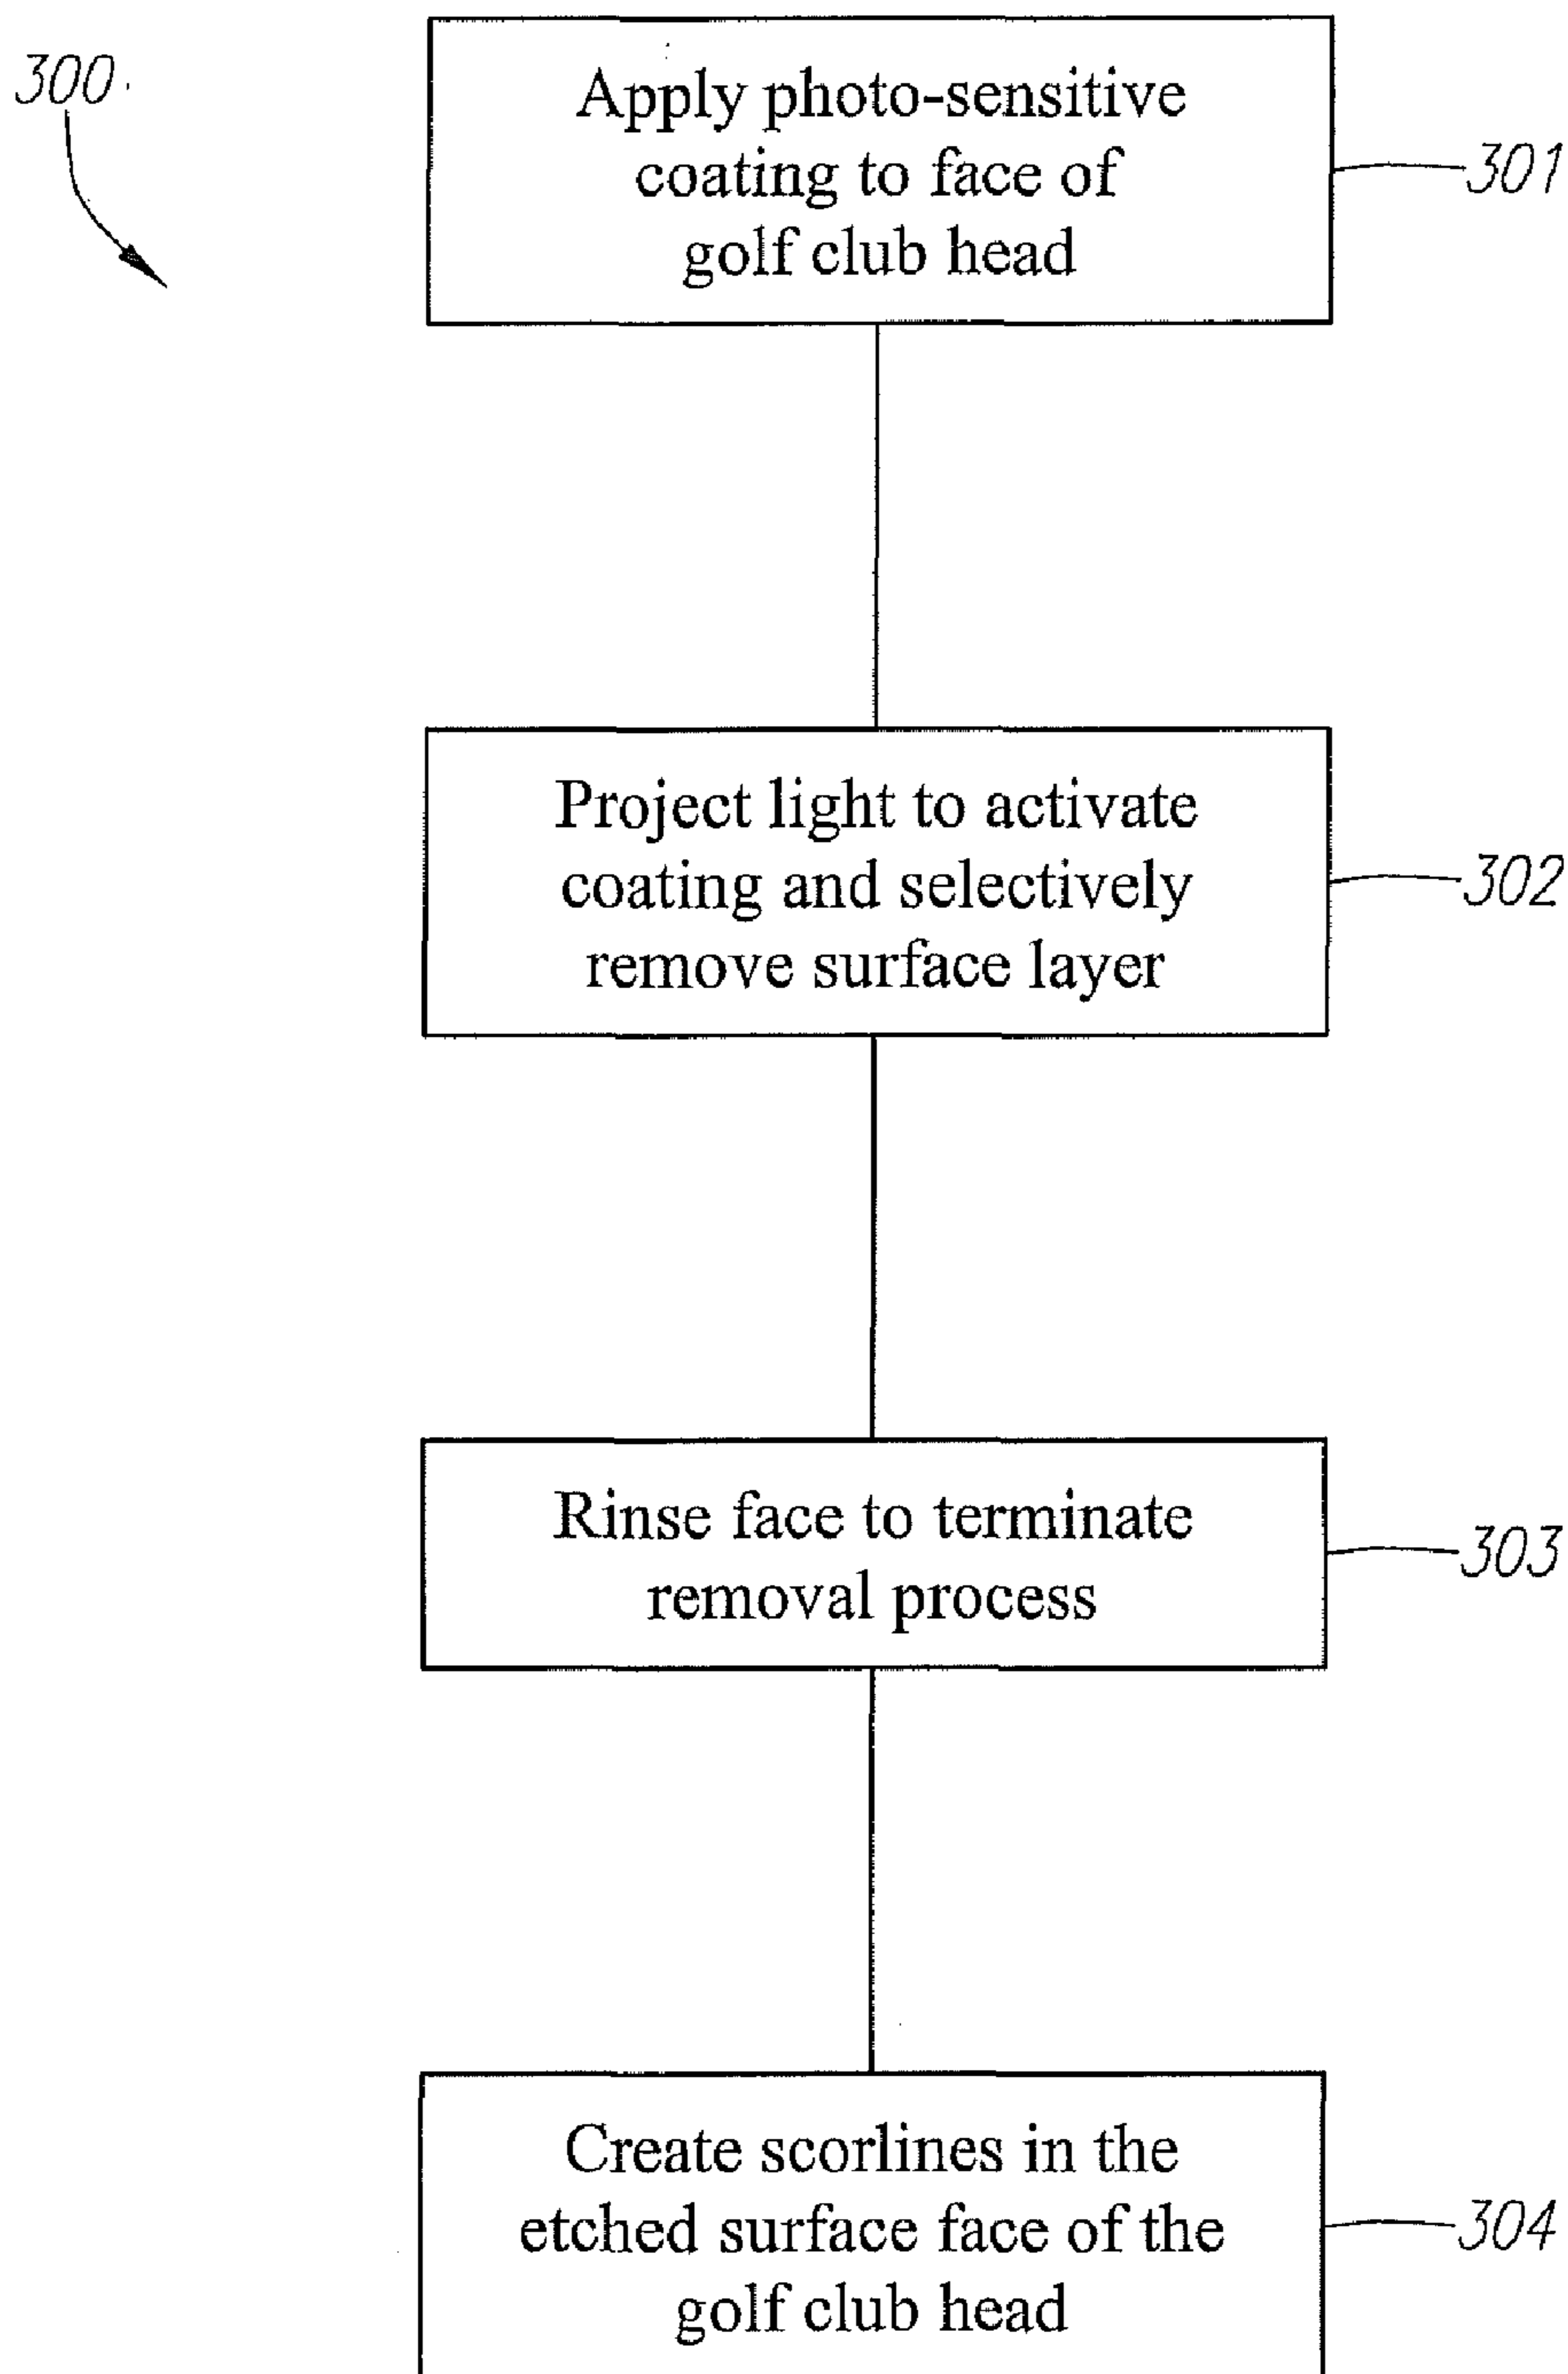 300
Apply photo-sensitive
coating to face of
golf club head
301
Project light to activate
coating and selectively
remove surface layer
302
Rinse face to terminate
removal process
303
Create scorlines in the
etched surface face of the
golf club head
304